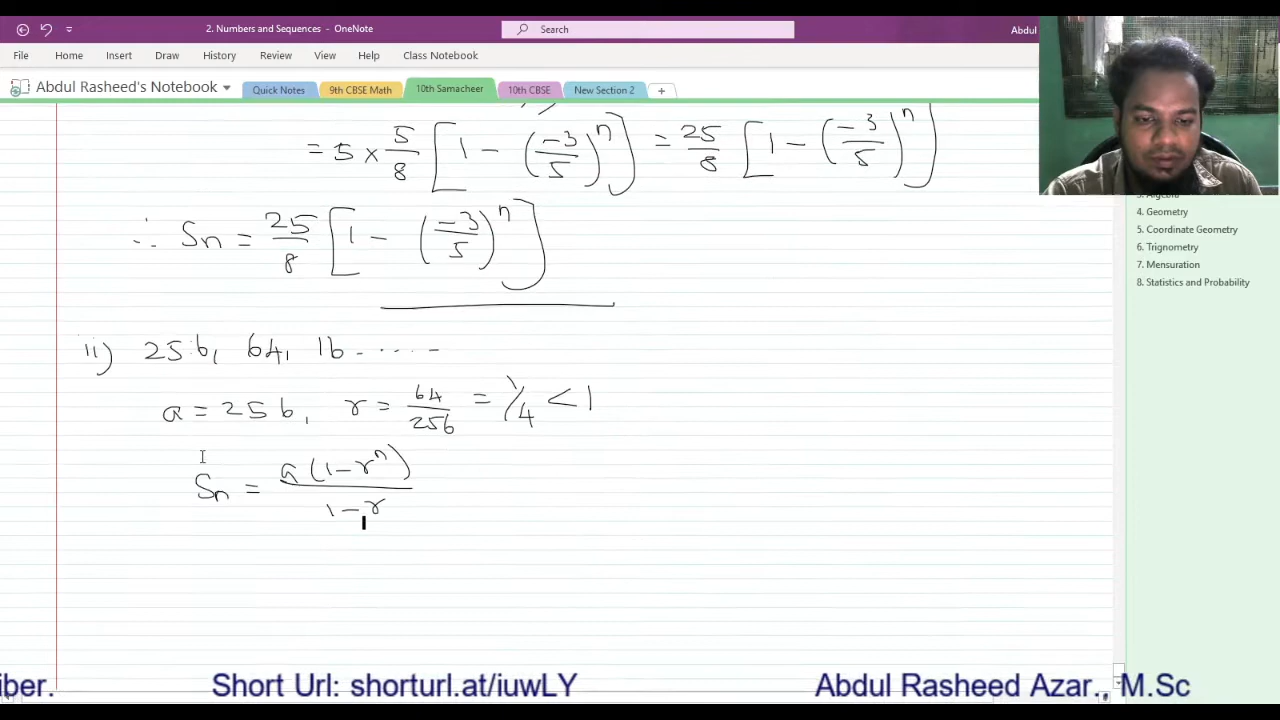 2. Numbers and Sequences - OneNote
Search
Abdul
File Home Insert Draw History Review View Help Class Notebook
Abdul Rasheed's Notebook
Quick Notes
9th CBSE Math
10th Samacheer
10th CBSE
New Section 2
= 5 × 5/8 [1 - (-3/5)^n] = 25/8 [1 - (-3/5)^n]
∴ Sn = 25/8 [1 - (-3/5)^n]
ii) 256, 64, 16 ......
a = 256, r = 64/256 = 1/4 < 1
Sn = a(1-r^n)/1-r
4. Geometry
5. Coordinate Geometry
6. Trignometry
7. Mensuration
8. Statistics and Probability
iber. Short Url: shorturl.at/iuwLY Abdul Rasheed Azar., M.Sc